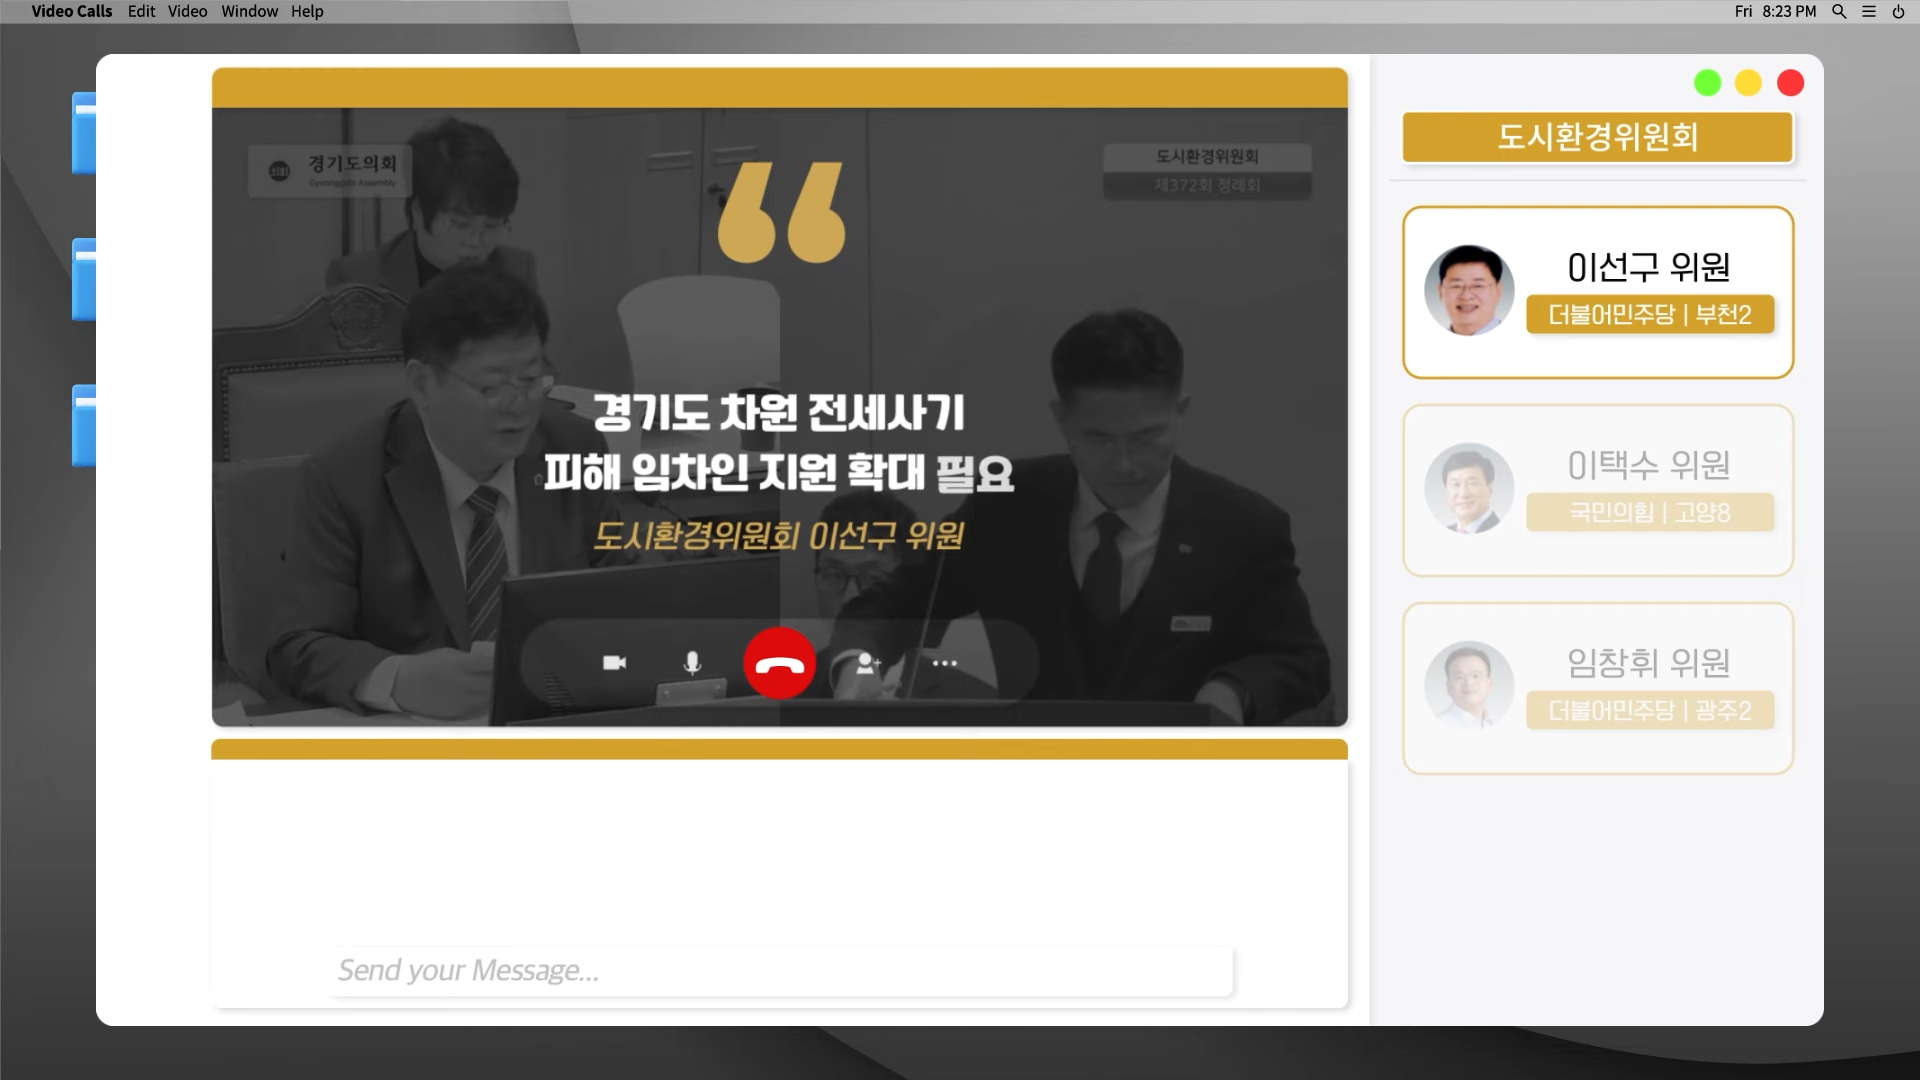 Video Calls Edit Video Window Help
Fri 8:23 PM
경기도의회
Gyeonggido Assembly
도시환경위원회
제372회 정례회
경기도 차원 전세사기
피해 임차인 지원 확대 필요
도시환경위원회 이선구 위원
Send your Message...
도시환경위원회
이선구 위원
더불어민주당 | 부천2
이택수 위원
국민의힘 | 고양8
임창휘 위원
더불어민주당 | 광주2